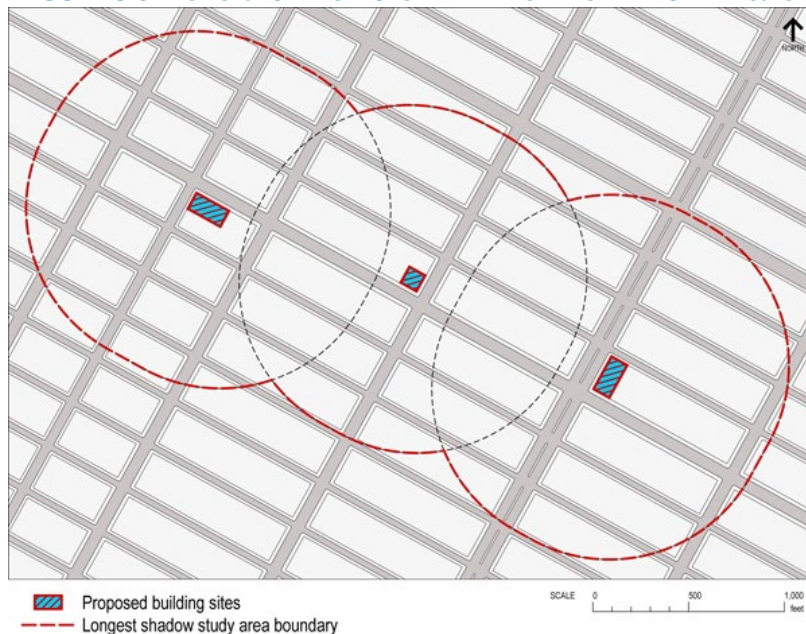 NORTH
Proposed building sites
Longest shadow study area boundary
SCALE 0 500 1,000
feet